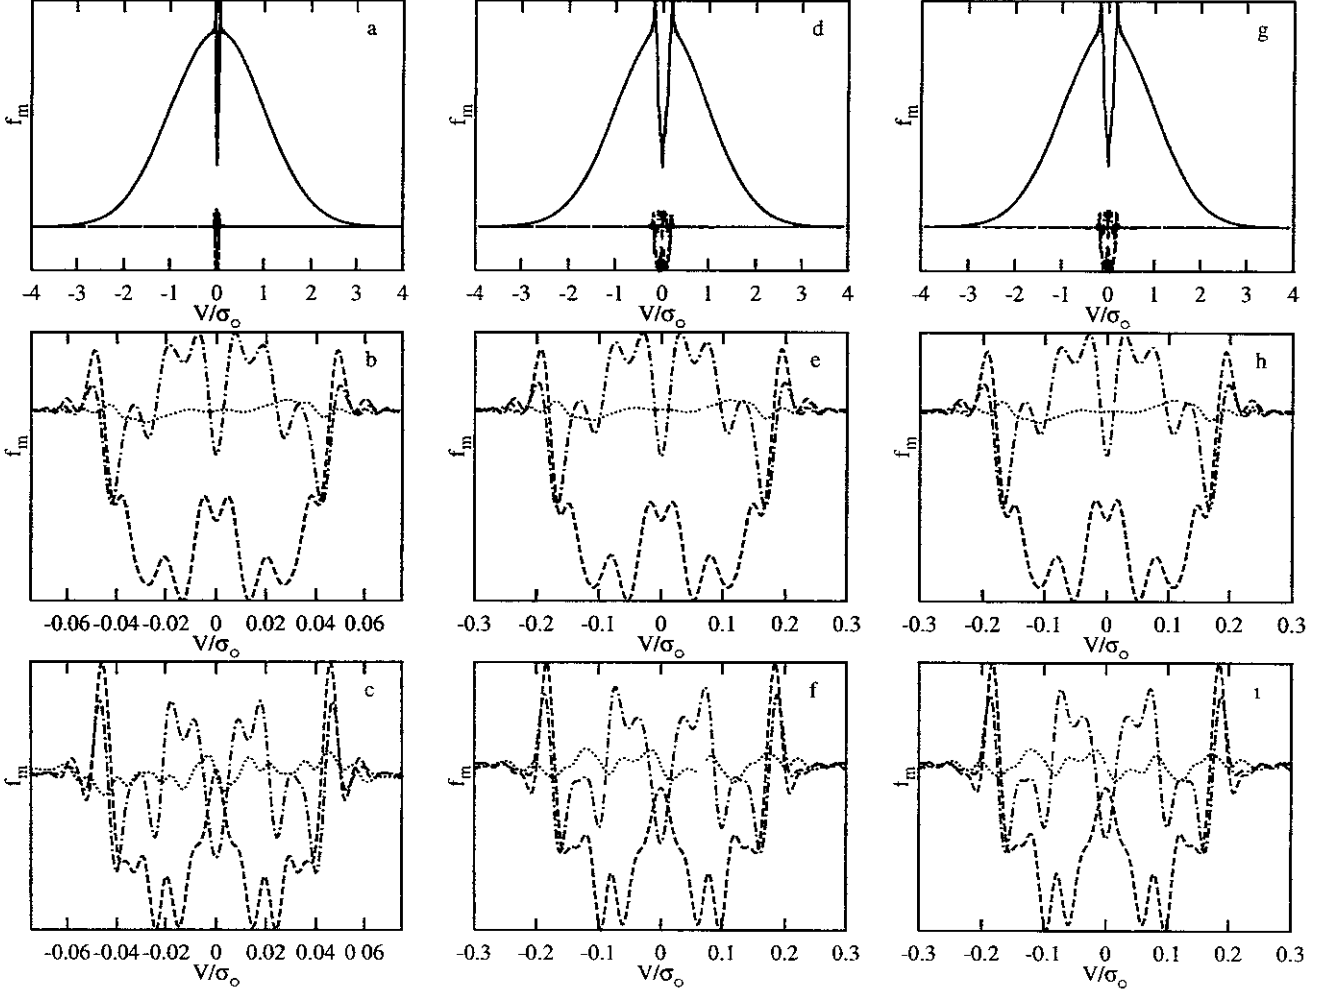 a d g
f_m f_m f_m
-4 -3 -2 -1 0 1 2 3 4 -4 -3 -2 -1 0 1 2 3 4 -4 -3 -2 -1 0 1 2 3 4
V/σ_o V/σ_o V/σ_o
b e h
f_m f_m f_m
-0.06 -0.04 -0.02 0 0.02 0.04 0.06 -0.3 -0.2 -0.1 0 0.1 0.2 0.3 -0.3 -0.2 -0.1 0 0.1 0.2 0.3
V/σ_o V/σ_o V/σ_o
c f ı
f_m f_m f_m
-0.06 -0.04 -0.02 0 0.02 0.04 0 06 -0.3 -0.2 -0.1 0 0.1 0.2 0.3 -0.3 -0.2 -0.1 0 0.1 0.2 0.3
V/σ_o V/σ_o V/σ_o